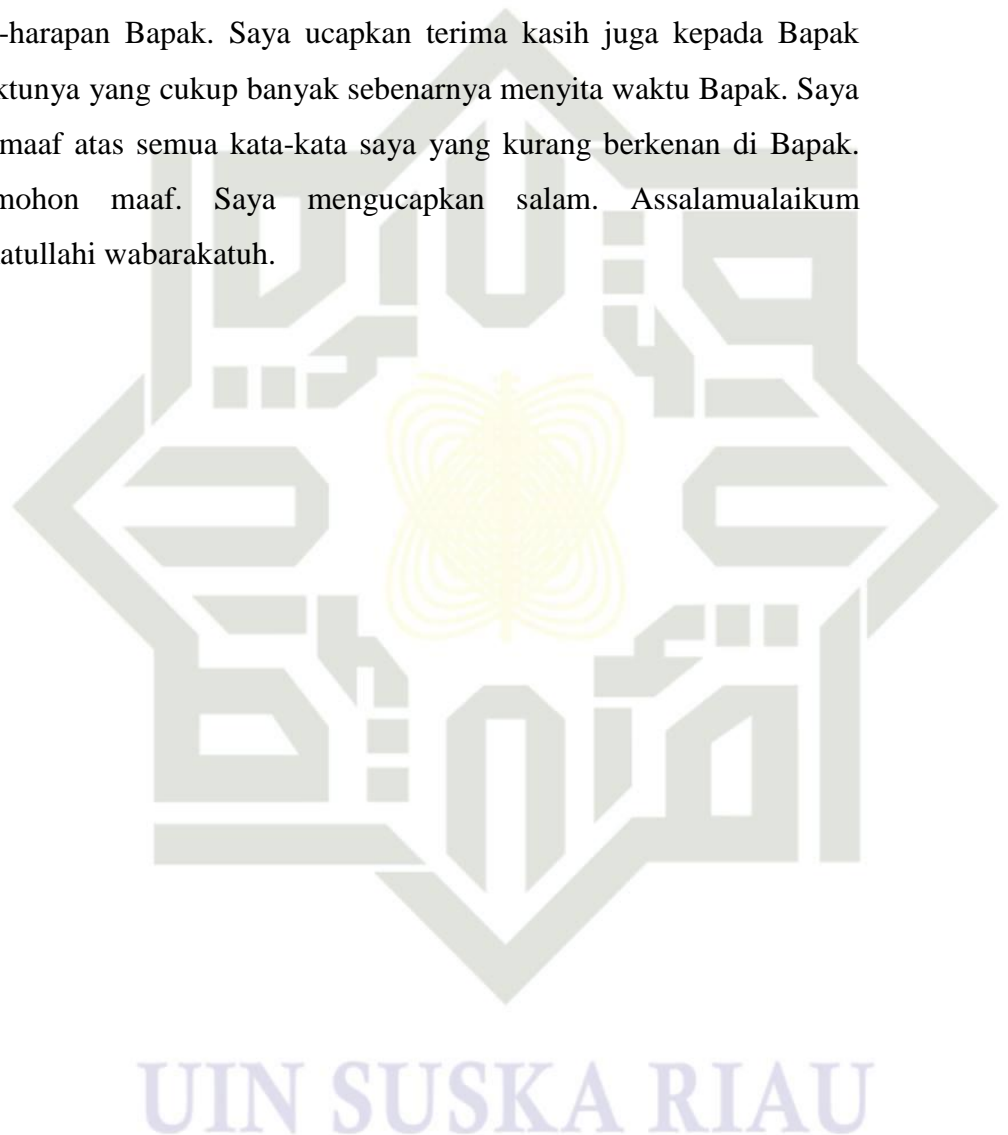 -harapan Bapak. Saya ucapkan terima kasih juga kepada Bapak
ktunya yang cukup banyak sebenarnya menyita waktu Bapak. Saya
maaf atas semua kata-kata saya yang kurang berkenan di Bapak.
mohon maaf. Saya mengucapkan salam. Assalamualaikum
atullahi wabarakatuh.
UIN SUSKA RIAU